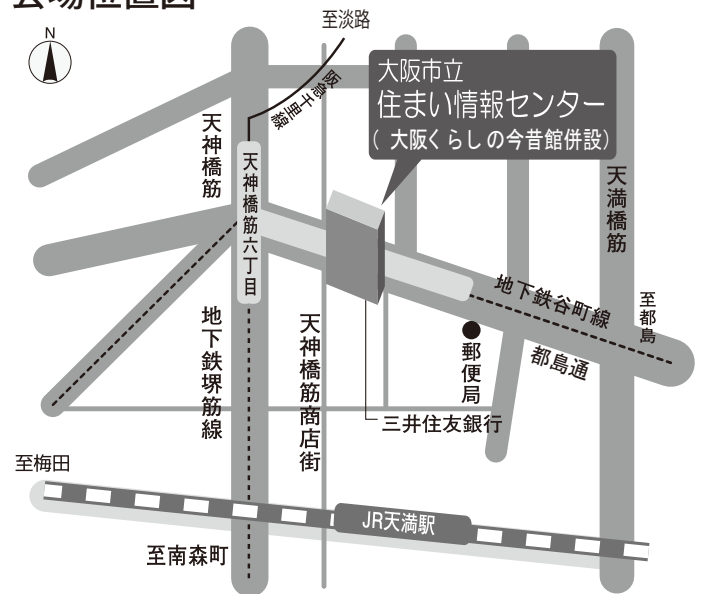 会場位置図
至淡路
N
阪急千里線
大阪市立
住まい情報センター
(大阪くらしの今昔館併設)
天神橋筋
天神橋筋六丁目
天満橋筋
地下鉄谷町線
至都島
都島通
郵便局
地下鉄堺筋線
天神橋筋商店街
三井住友銀行
至梅田
JR天満駅
至南森町